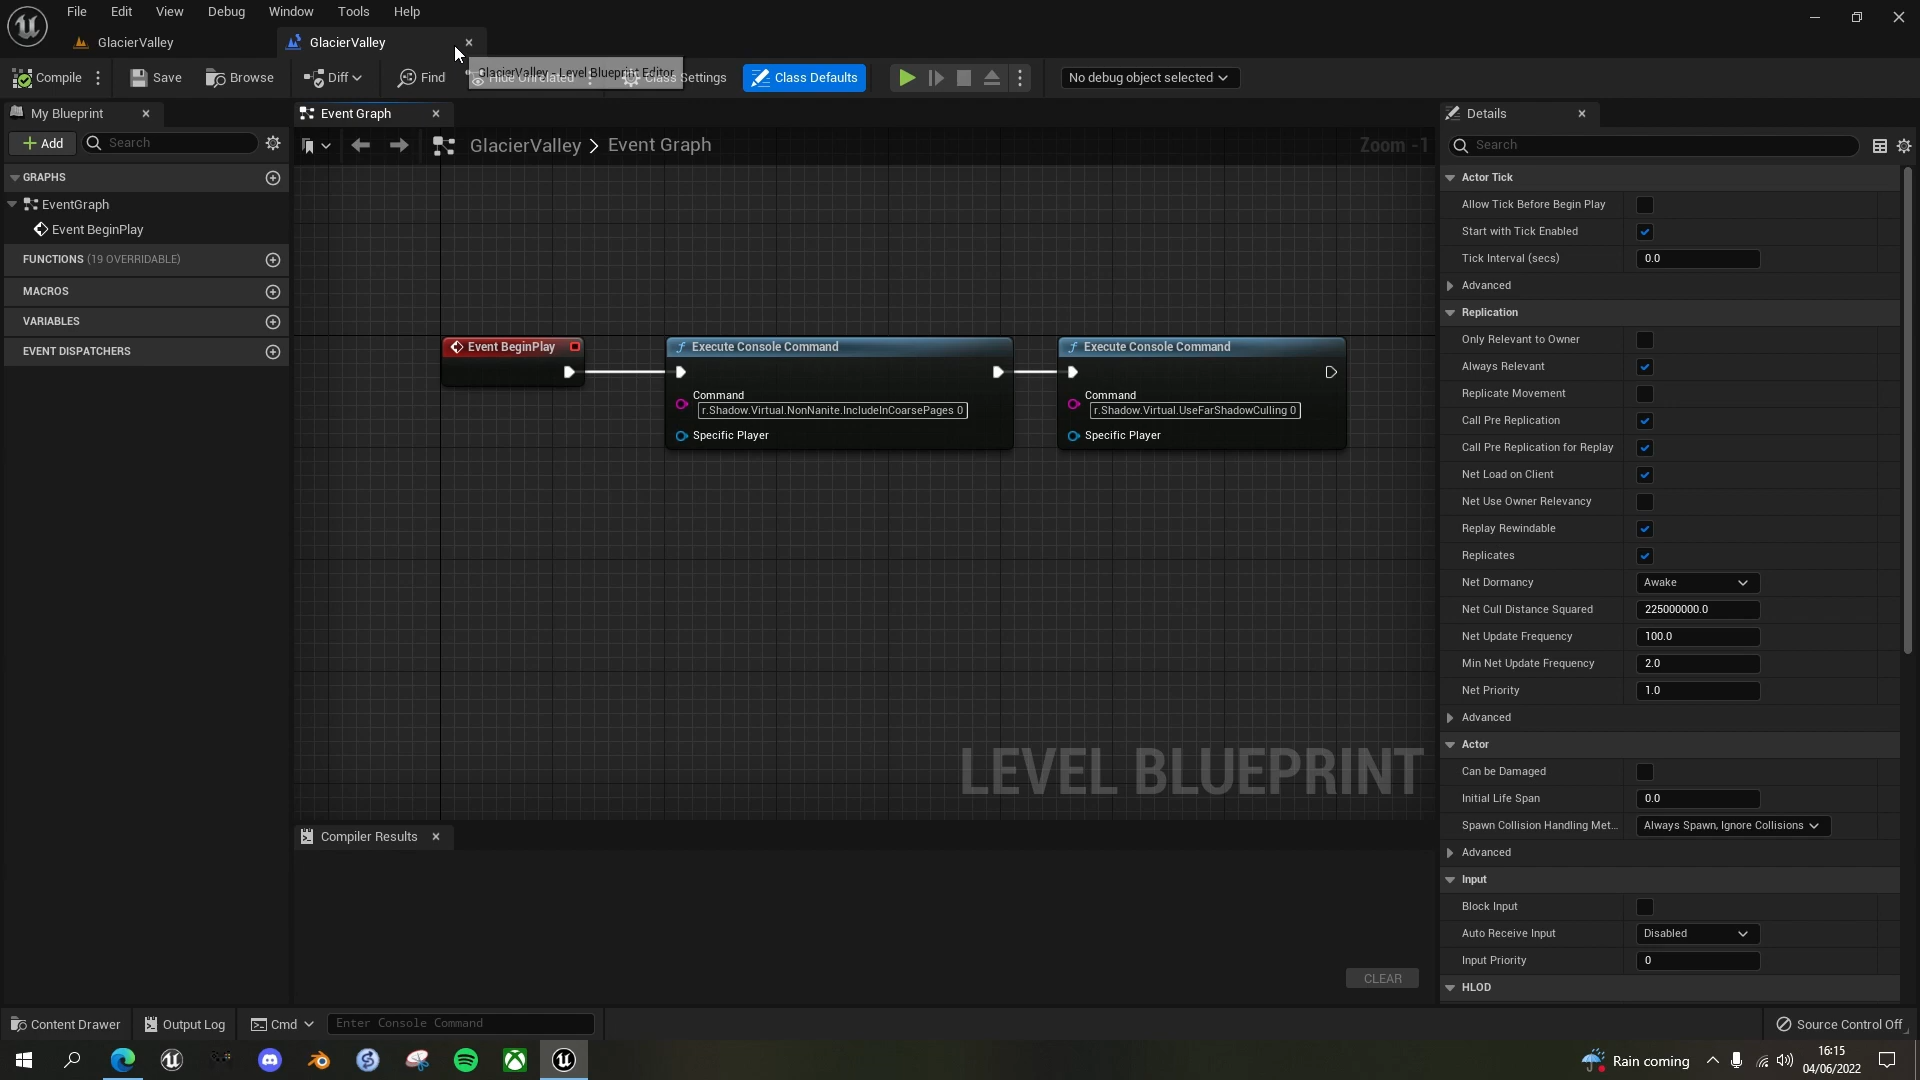 File Edit View Debug Window Tools Help
GlacierValley
GlacierValley
Compile Save Browse Diff Find Hide Unrelated Class Settings Class Defaults No debug object selected
GlacierValley - Level Blueprint Editor
My Blueprint
Add Search
GRAPHS
EventGraph
Event BeginPlay
FUNCTIONS (19 OVERRIDABLE)
MACROS
VARIABLES
EVENT DISPATCHERS
Event Graph
GlacierValley > Event Graph
Zoom -1
Event BeginPlay
Execute Console Command
Command
r.Shadow.Virtual.NonNanite.IncludeInCoarsePages 0
Specific Player
Execute Console Command
Command
r.Shadow.Virtual.UseFarShadowCulling 0
Specific Player
LEVEL BLUEPRINT
Compiler Results
CLEAR
Details
Search
Actor Tick
Allow Tick Before Begin Play
Start with Tick Enabled
Tick Interval (secs) 0.0
Advanced
Replication
Only Relevant to Owner
Always Relevant
Replicate Movement
Call Pre Replication
Call Pre Replication for Replay
Net Load on Client
Net Use Owner Relevancy
Replay Rewindable
Replicates
Net Dormancy Awake
Net Cull Distance Squared 225000000.0
Net Update Frequency 100.0
Min Net Update Frequency 2.0
Net Priority 1.0
Advanced
Actor
Can be Damaged
Initial Life Span 0.0
Spawn Collision Handling Met... Always Spawn, Ignore Collisions
Advanced
Input
Block Input
Auto Receive Input Disabled
Input Priority 0
HLOD
Content Drawer Output Log Cmd Enter Console Command Source Control Off
Rain coming
16:15
04/06/2022